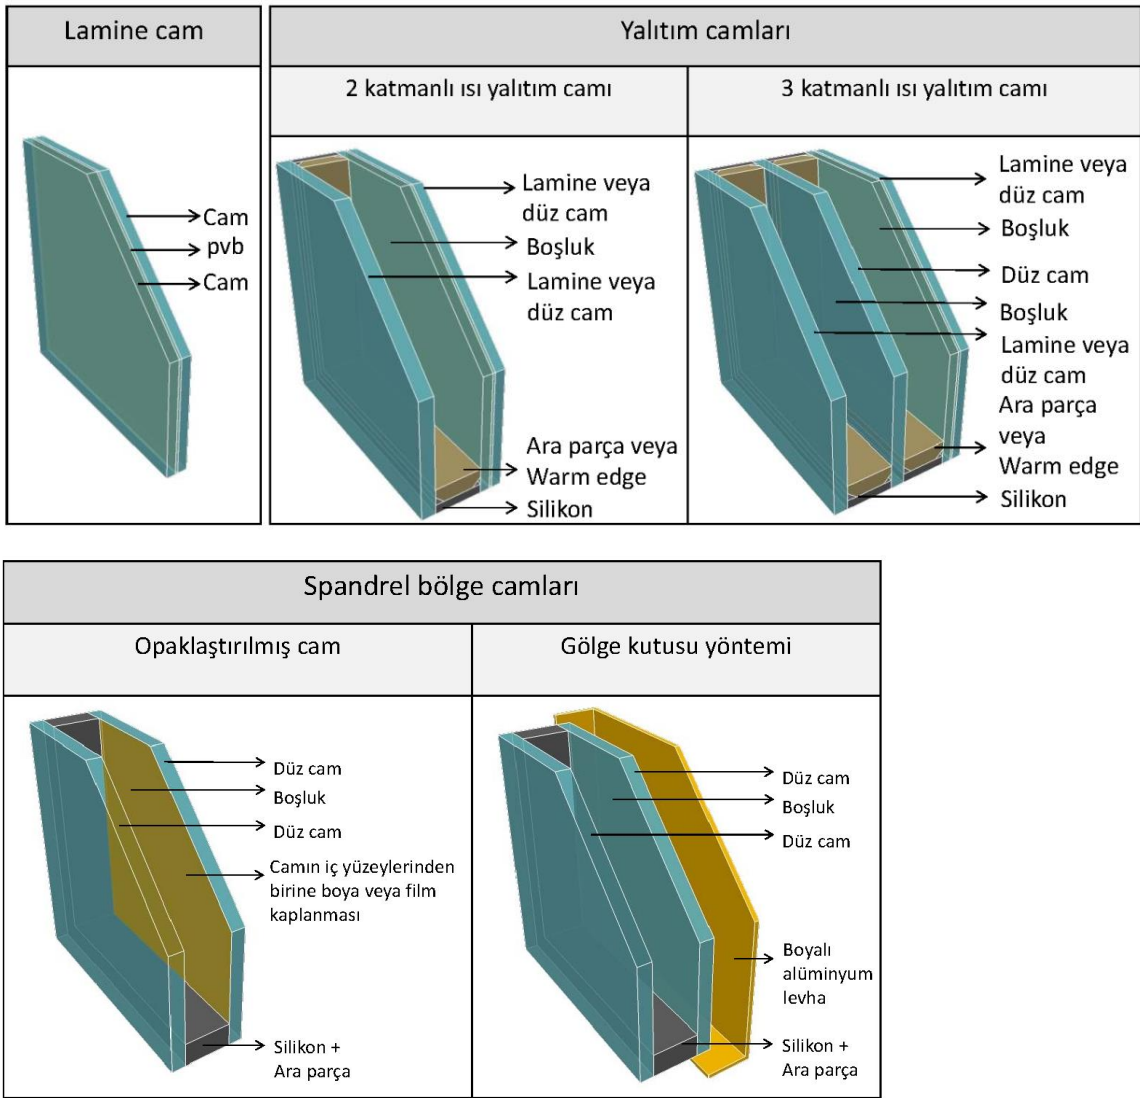 Lamine cam
Cam
pvb
Cam
Yalıtım camları
2 katmanlı ısı yalıtım camı
Lamine veya
düz cam
Boşluk
Lamine veya
düz cam
Ara parça veya
Warm edge
Silikon
3 katmanlı ısı yalıtım camı
Lamine veya
düz cam
Boşluk
Düz cam
Boşluk
Lamine veya
düz cam
Ara parça
veya
Warm edge
Silikon
Spandrel bölge camları
Opaklaştırılmış cam
Düz cam
Boşluk
Düz cam
Camın iç yüzeylerinden
birine boya veya film
kaplanması
Silikon +
Ara parça
Gölge kutusu yöntemi
Düz cam
Boşluk
Düz cam
Boyalı
alüminyum
levha
Silikon +
Ara parça